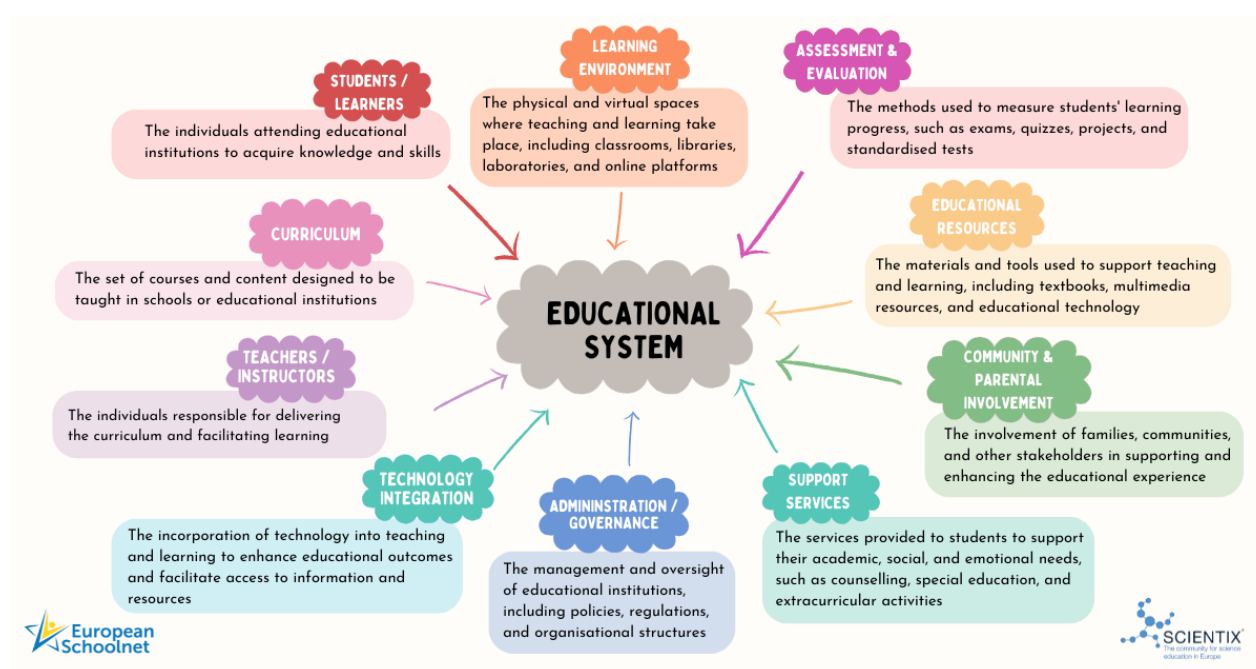 STUDENTS /
LEARNERS
The individuals attending educational
institutions to acquire knowledge and skills
LEARNING
ENVIRONMENT
The physical and virtual spaces
where teaching and learning take
place, including classrooms, libraries,
laboratories, and online platforms
ASSESSMENT &
EVALUATION
The methods used to measure students' learning
progress, such as exams, quizzes, projects, and
standardised tests
CURRICULUM
The set of courses and content designed to be
taught in schools or educational institutions
EDUCATIONAL
SYSTEM
EDUCATIONAL
RESOURCES
The materials and tools used to support teaching
and learning, including textbooks, multimedia
resources, and educational technology
TEACHERS /
INSTRUCTORS
The individuals responsible for delivering
the curriculum and facilitating learning
COMMUNITY &
PARENTAL
INVOLVEMENT
The involvement of families, communities,
and other stakeholders in supporting and
enhancing the educational experience
TECHNOLOGY
INTEGRATION
The incorporation of technology into teaching
and learning to enhance educational outcomes
and facilitate access to information and
resources
ADMININSTRATION /
GOVERNANCE
The management and oversight
of educational institutions,
including policies, regulations,
and organisational structures
SUPPORT
SERVICES
The services provided to students to support
their academic, social, and emotional needs,
such as counselling, special education, and
extracurricular activities
European
Schoolnet
SCIENTIX®
The community for science
education in Europe